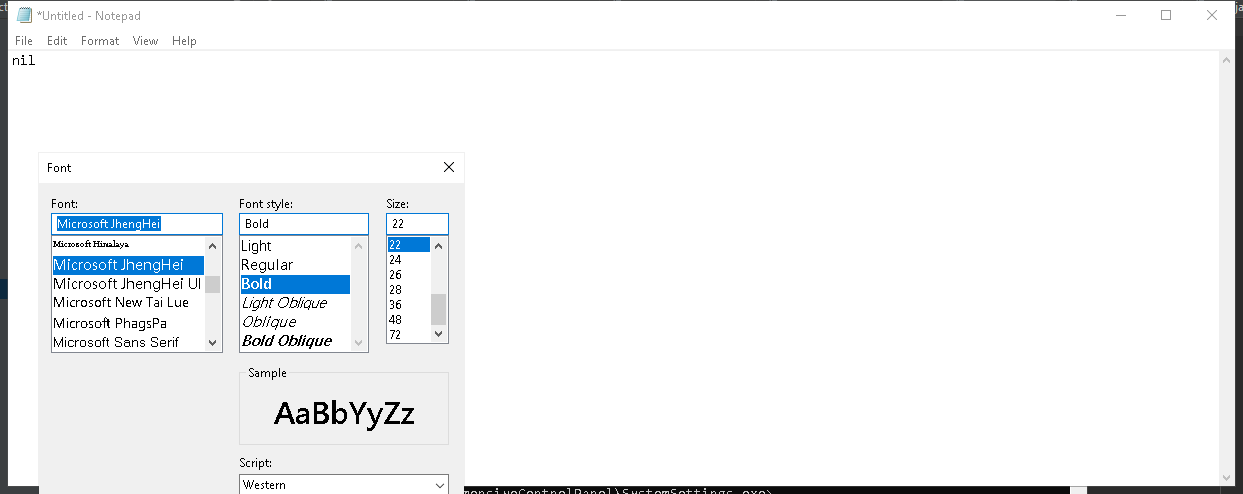 *Untitled - Notepad
File Edit Format View Help
nil
Font
Font: Font style: Size:
Microsoft JhengHei Bold 22
Microsoft Himalaya Light 22
Microsoft JhengHei Regular 24
Microsoft JhengHei UI Bold 26
Microsoft New Tai Lue Light Oblique 28
Microsoft PhagsPa Oblique 36
Microsoft Sans Serif Bold Oblique 48
72
Sample
AaBbYyZz
Script:
Western
\SystemSettings.exe>